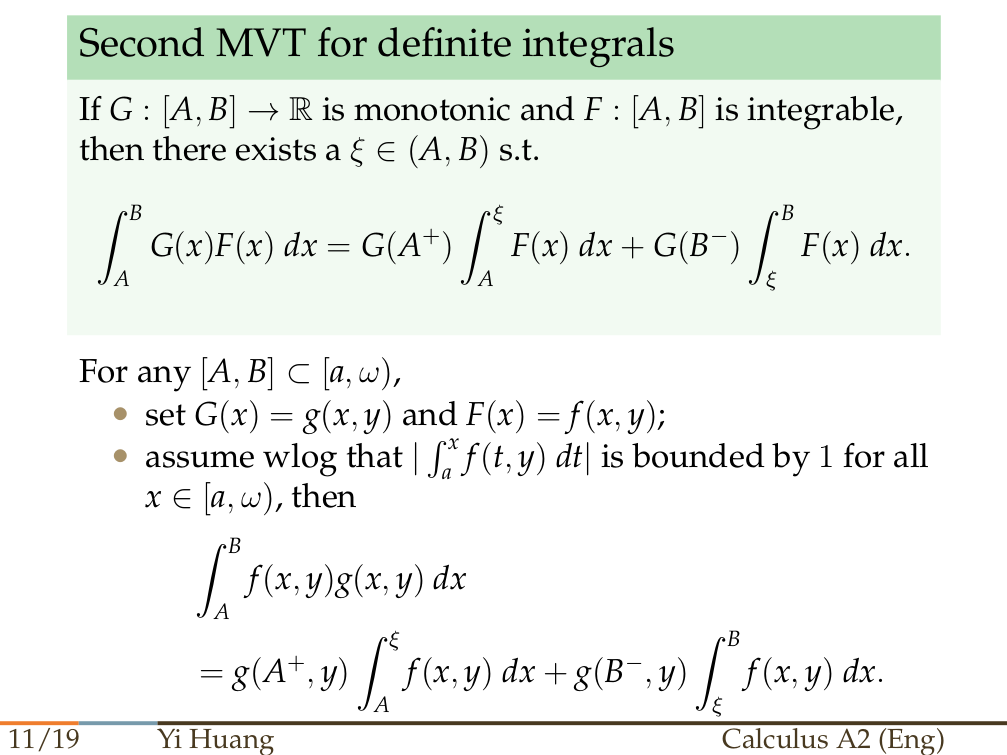 Second MVT for definite integrals
If G : [A, B] → ℝ is monotonic and F : [A, B] is integrable,
then there exists a ξ ∈ (A, B) s.t.
∫_A^B G(x)F(x) dx = G(A⁺) ∫_A^ξ F(x) dx + G(B⁻) ∫_ξ^B F(x) dx.
For any [A, B] ⊂ [a, ω),
• set G(x) = g(x, y) and F(x) = f(x, y);
• assume wlog that | ∫_a^x f(t, y) dt| is bounded by 1 for all
x ∈ [a, ω), then
∫_A^B f(x, y)g(x, y) dx
= g(A⁺, y) ∫_A^ξ f(x, y) dx + g(B⁻, y) ∫_ξ^B f(x, y) dx.
11/19 Yi Huang Calculus A2 (Eng)